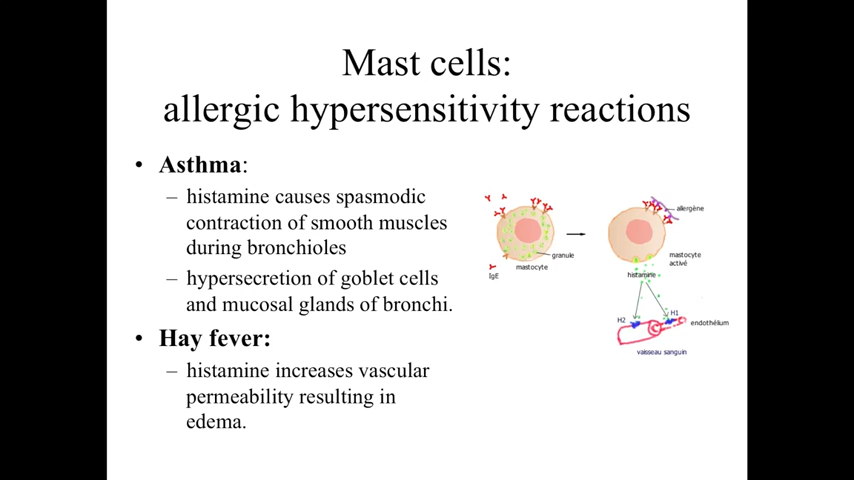 Mast cells:
allergic hypersensitivity reactions
• Asthma:
– histamine causes spasmodic
contraction of smooth muscles
during bronchioles
– hypersecretion of goblet cells
and mucosal glands of bronchi.
• Hay fever:
– histamine increases vascular
permeability resulting in
edema.
granule
mastocyte
IgE
allergène
mastocyte
activé
histamine
H2
H1
endothélium
vaisseau sanguin